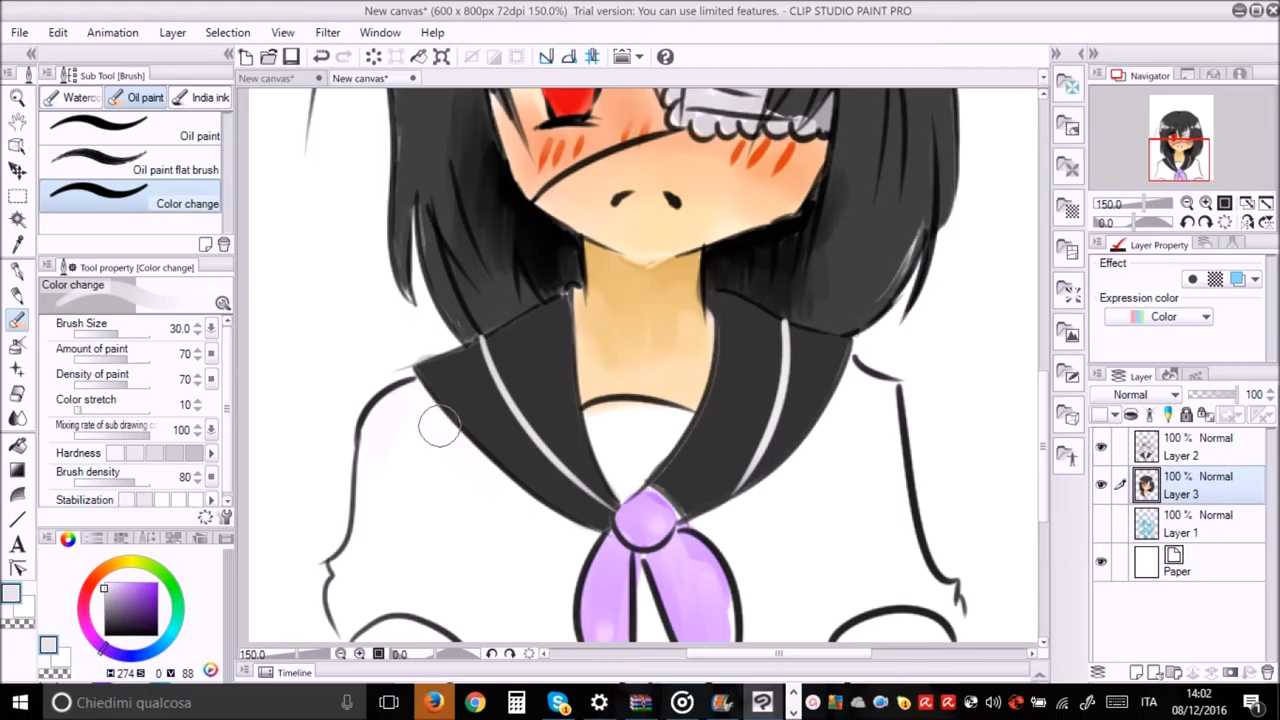 New canvas* (600 x 800px 72dpi 150.0%) Trial version: You can use limited features. - CLIP STUDIO PAINT PRO
File Edit Animation Layer Selection View Filter Window Help
Sub Tool [Brush]
New canvas* New canvas*
Navigator
Waterc Oil paint India ink
Oil paint
Oil paint flat brush
Color change
Tool property [Color change]
Color change
Brush Size 30.0
Amount of paint 70
Density of paint 70
Color stretch 10
Mixing rate of sub drawing c 100
Hardness
Brush density 80
Stabilization
H 274 S 0 V 88
150.0
0.0
Layer Property
Effect
Expression color
Color
Layer
Normal 100
100 % Normal
Layer 2
100 % Normal
Layer 3
100 % Normal
Layer 1
Paper
150.0 0.0
Timeline
Chiedimi qualcosa
ITA
14:02
08/12/2016